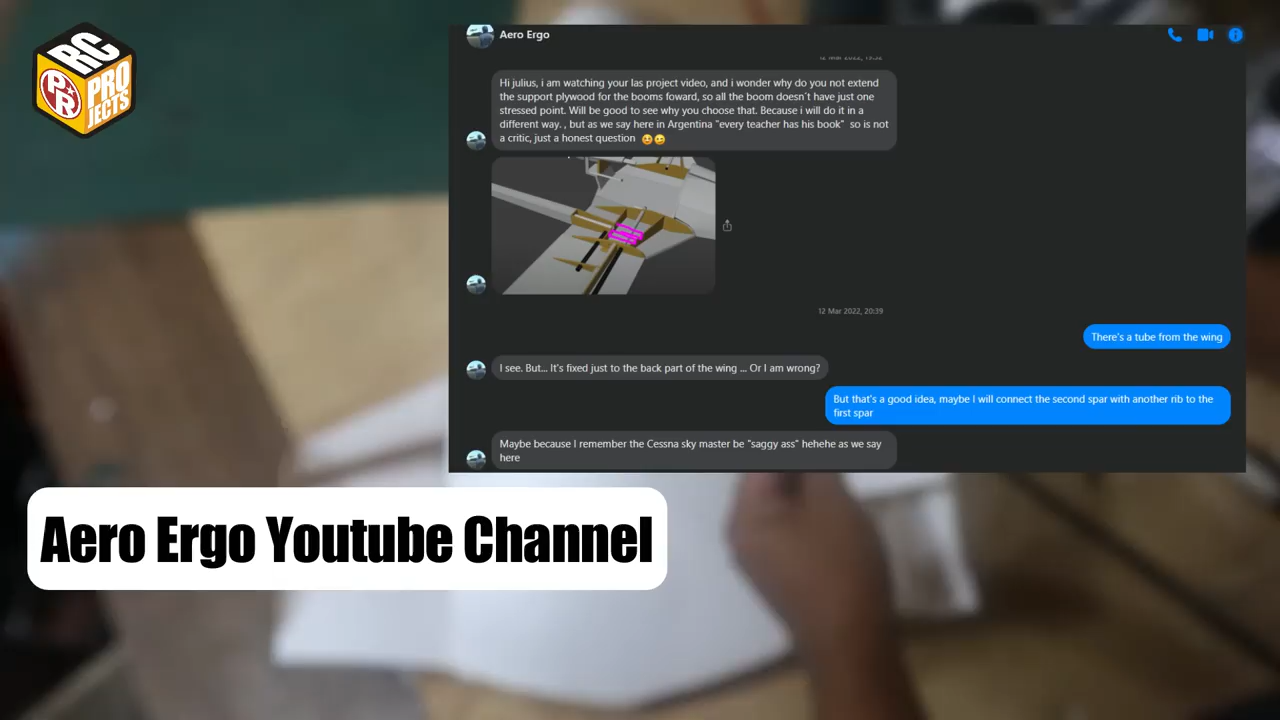 RC
PROJECTS
PR
Aero Ergo
12 Mar 2022, 19:52
Hi julius, i am watching your las project video, and i wonder why do you not extend
the support plywood for the booms foward, so all the boom doesn´t have just one
stressed point. Will be good to see why you choose that. Because i will do it in a
different way. , but as we say here in Argentina "every teacher has his book" so is not
a critic, just a honest question 😊😉
12 Mar 2022, 20:39
There's a tube from the wing
I see. But... It's fixed just to the back part of the wing ... Or I am wrong?
But that's a good idea, maybe I will connect the second spar with another rib to the
first spar
Maybe because I remember the Cessna sky master be "saggy ass" hehehe as we say
here
Aero Ergo Youtube Channel